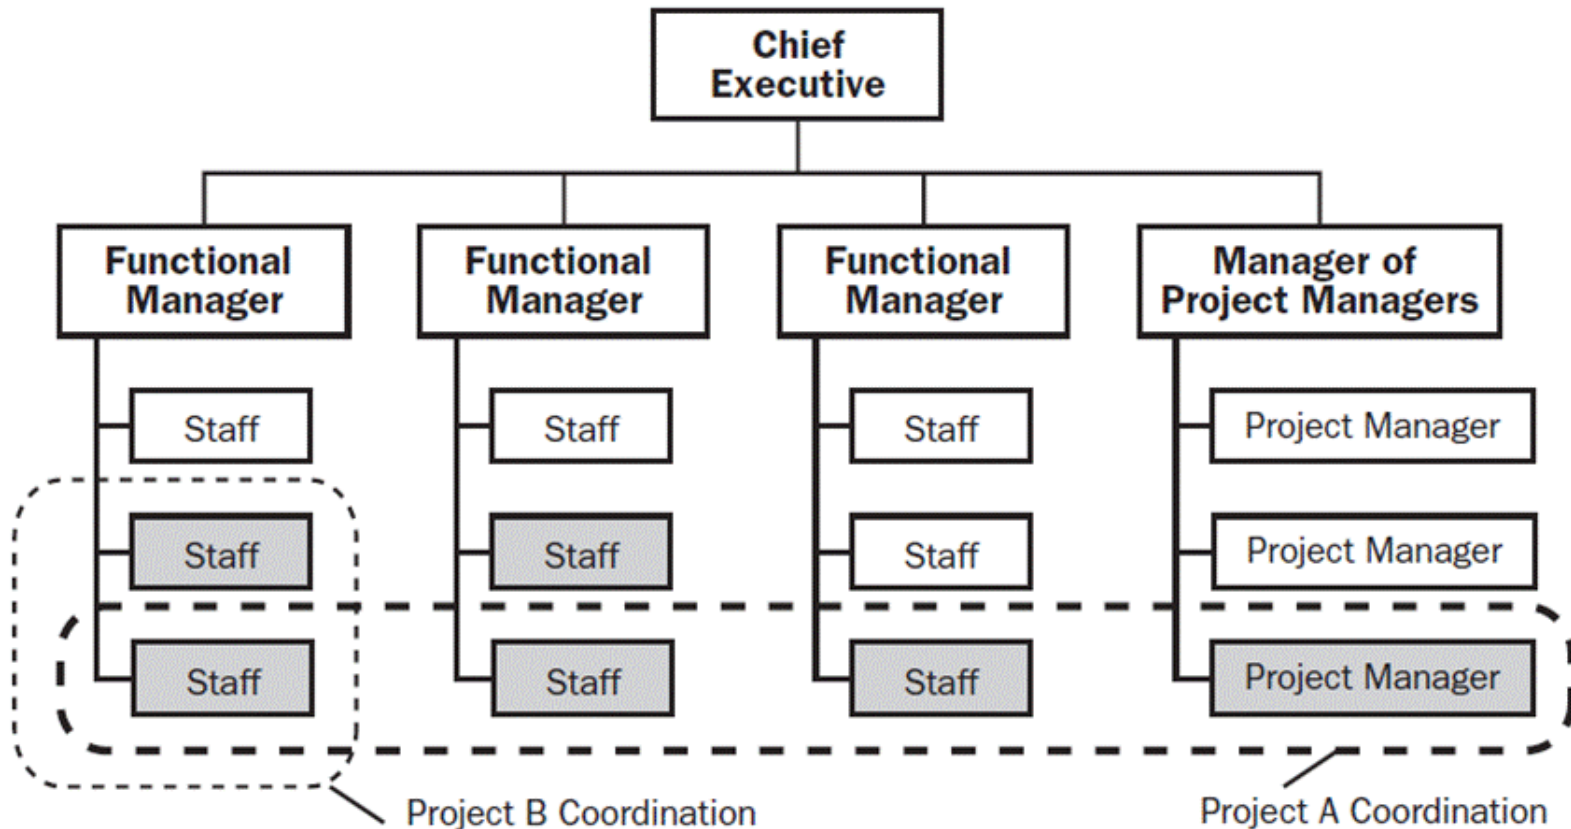 Chief
Executive
Functional
Manager
Functional
Manager
Functional
Manager
Manager of
Project Managers
Staff
Staff
Staff
Project Manager
Staff
Staff
Staff
Project Manager
Staff
Staff
Staff
Project Manager
Project B Coordination
Project A Coordination